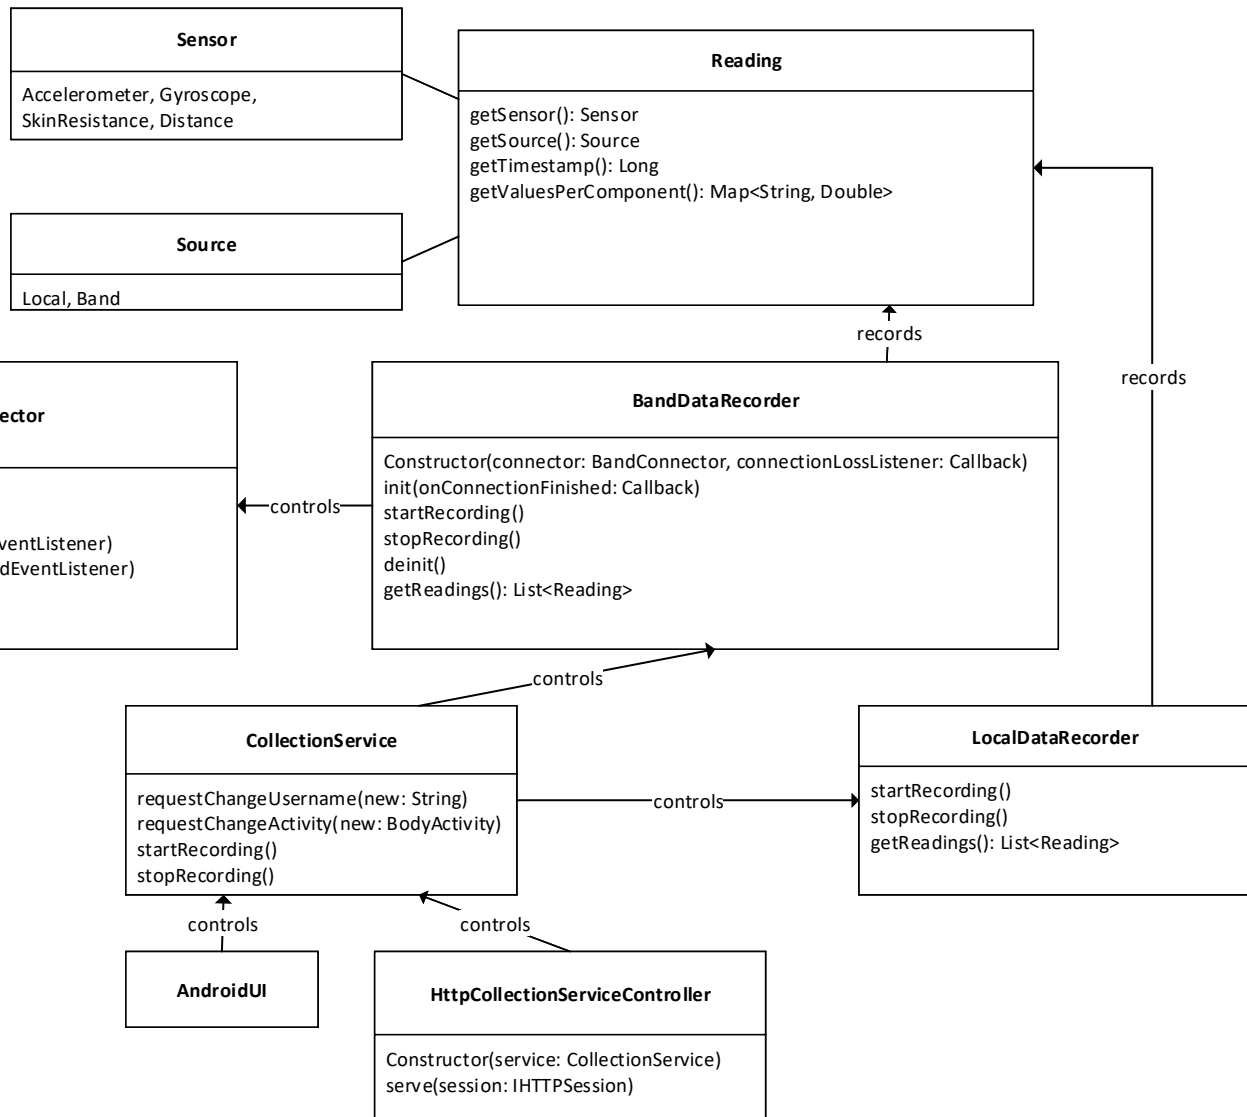 Sensor
Accelerometer, Gyroscope,
SkinResistance, Distance
Reading
getSensor(): Sensor
getSource(): Source
getTimestamp(): Long
getValuesPerComponent(): Map<String, Double>
Source
Local, Band
records
records
ector
ventListener)
dEventListener)
controls
BandDataRecorder
Constructor(connector: BandConnector, connectionLossListener: Callback)
init(onConnectionFinished: Callback)
startRecording()
stopRecording()
deinit()
getReadings(): List<Reading>
controls
CollectionService
requestChangeUsername(new: String)
requestChangeActivity(new: BodyActivity)
startRecording()
stopRecording()
controls
LocalDataRecorder
startRecording()
stopRecording()
getReadings(): List<Reading>
controls
controls
AndroidUI
HttpCollectionServiceController
Constructor(service: CollectionService)
serve(session: IHTTPSession)